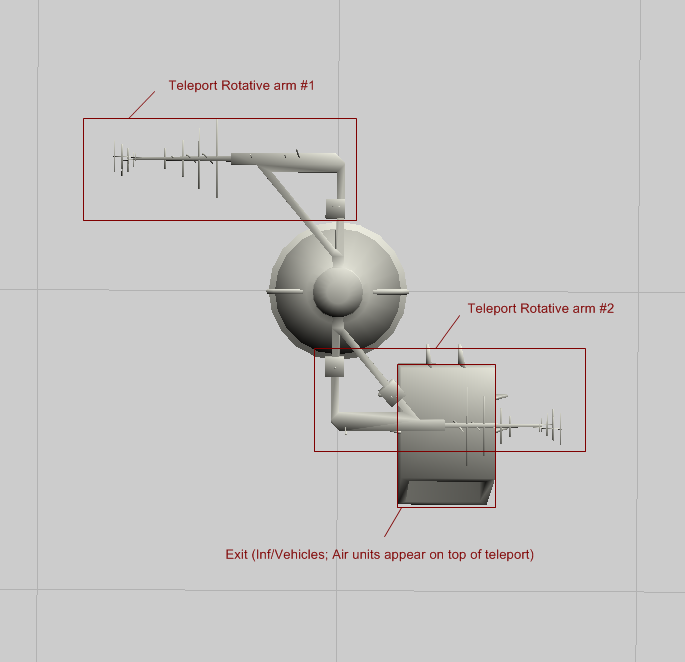 Teleport Rotative arm #1
Teleport Rotative arm #2
Exit (Inf/Vehicles; Air units appear on top of teleport)